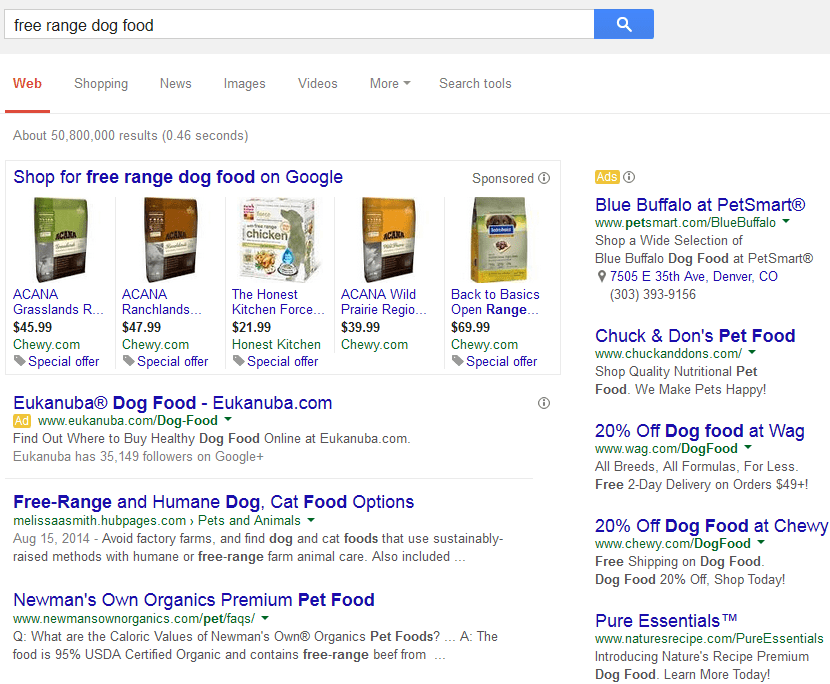 free range dog food
Web Shopping News Images Videos More Search tools
About 50,800,000 results (0.46 seconds)
Shop for free range dog food on Google Sponsored
ACANA
ACANA
free range
chicken
ACANA
ACANA
Grasslands R...
$45.99
Chewy.com
Special offer
ACANA
Ranchlands...
$47.99
Chewy.com
Special offer
The Honest
Kitchen Force...
$21.99
Honest Kitchen
Special offer
ACANA Wild
Prairie Regio...
$39.99
Chewy.com
Back to Basics
Open Range...
$69.99
Chewy.com
Special offer
Eukanuba® Dog Food - Eukanuba.com
Ad www.eukanuba.com/Dog-Food
Find Out Where to Buy Healthy Dog Food Online at Eukanuba.com.
Eukanuba has 35,149 followers on Google+
Free-Range and Humane Dog, Cat Food Options
melissaasmith.hubpages.com › Pets and Animals
Aug 15, 2014 - Avoid factory farms, and find dog and cat foods that use sustainably-
raised methods with humane or free-range farm animal care. Also included ...
Newman's Own Organics Premium Pet Food
www.newmansownorganics.com/pet/faqs/
Q: What are the Caloric Values of Newman's Own® Organics Pet Foods? ... A: The
food is 95% USDA Certified Organic and contains free-range beef from ...
Ads
Blue Buffalo at PetSmart®
www.petsmart.com/BlueBuffalo
Shop a Wide Selection of
Blue Buffalo Dog Food at PetSmart®
7505 E 35th Ave, Denver, CO
(303) 393-9156
Chuck & Don's Pet Food
www.chuckanddons.com/
Shop Quality Nutritional Pet
Food. We Make Pets Happy!
20% Off Dog food at Wag
www.wag.com/DogFood
All Breeds, All Formulas, For Less.
Free 2-Day Delivery on Orders $49+!
20% Off Dog Food at Chewy
www.chewy.com/DogFood
Free Shipping on Dog Food.
Dog Food 20% Off, Shop Today!
Pure Essentials™
www.naturesrecipe.com/PureEssentials
Introducing Nature's Recipe Premium
Dog Food. Learn More Today!